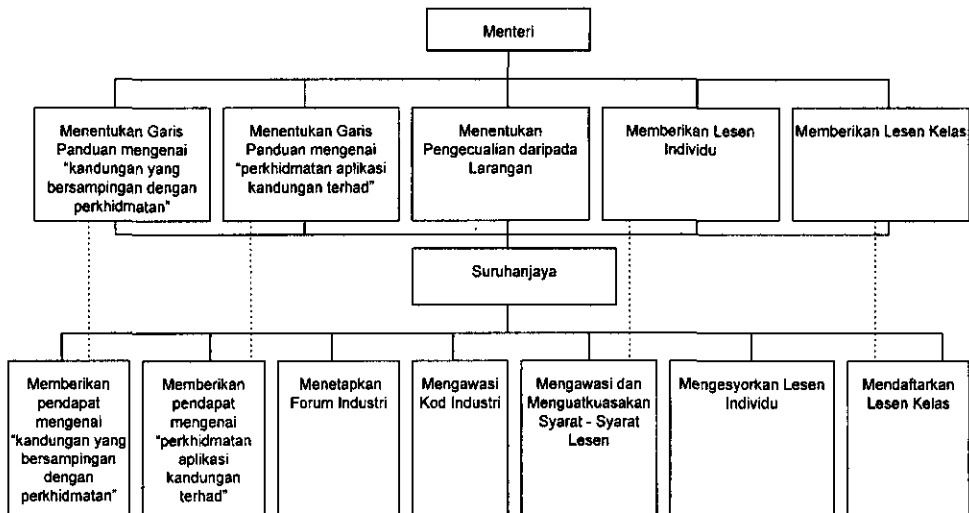 Menteri
Menentukan Garis
Panduan mengenai
“kandungan yang
bersampingan dengan
perkhidmatan”
Menentukan Garis
Panduan mengenai
“perkhidmatan aplikasi
kandungan terhad”
Menentukan
Pengecualian daripada
Larangan
Memberikan Lesen
Individu
Memberikan Lesen Kelas
Suruhanjaya
Memberikan
pendapat
mengenai
“kandungan yang
bersampingan
dengan
perkhidmatan”
Memberikan
pendapat
mengenai
“perkhidmatan
aplikasi
kandungan
terhad”
Menetapkan
Forum Industri
Mengawasi
Kod Industri
Mengawasi dan
Menguatkuasakan
Syarat - Syarat
Lesen
Mengesyorkan Lesen
Individu
Mendaftarkan
Lesen Kelas